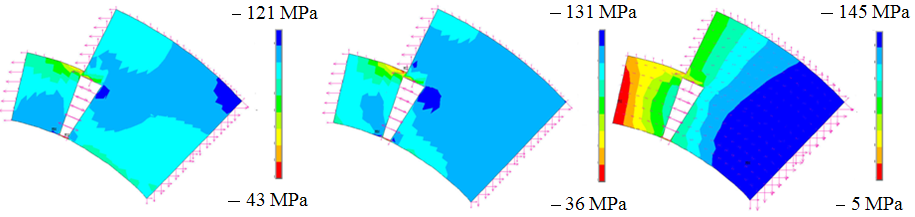 – 121 MPa
– 43 MPa
– 131 MPa
– 36 MPa
– 145 MPa
– 5 MPa